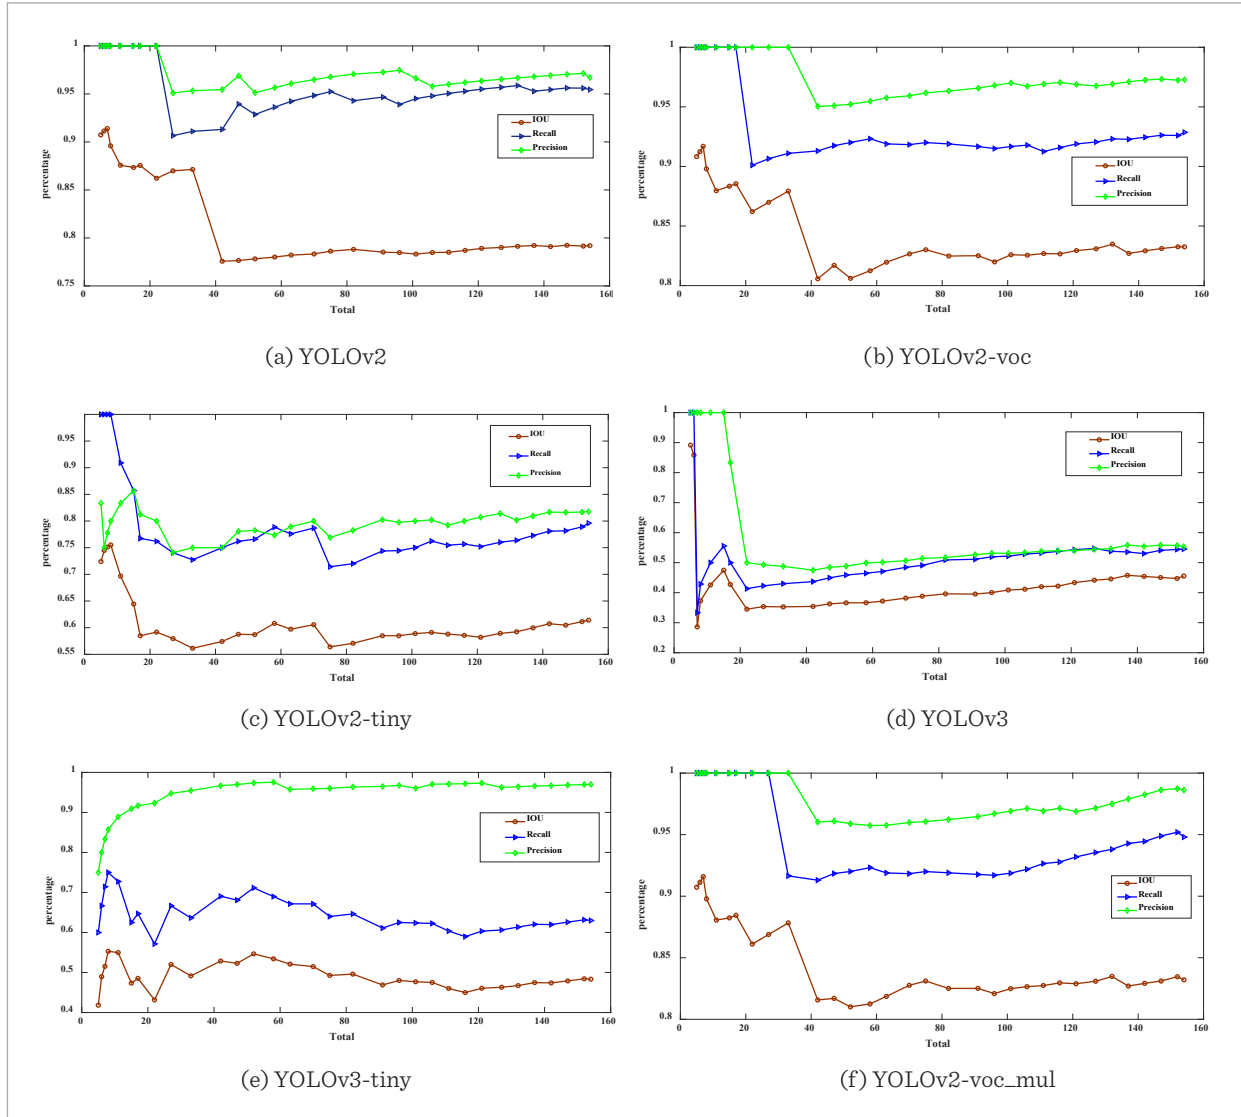 1
0.95
0.9
0.85
0.8
0.75
percentage
0 20 40 60 80 100 120 140 160
Total
IOU
Recall
Precision
(a) YOLOv2
1
0.95
0.9
0.85
0.8
percentage
0 20 40 60 80 100 120 140 160
Total
IOU
Recall
Precision
(b) YOLOv2-voc
0.95
0.9
0.85
0.8
0.75
0.7
0.65
0.6
0.55
percentage
0 20 40 60 80 100 120 140 160
Total
IOU
Recall
Precision
(c) YOLOv2-tiny
1
0.9
0.8
0.7
0.6
0.5
0.4
0.3
0.2
percentage
0 20 40 60 80 100 120 140 160
Total
IOU
Recall
Precision
(d) YOLOv3
1
0.9
0.8
0.7
0.6
0.5
0.4
percentage
0 20 40 60 80 100 120 140 160
Total
IOU
Recall
Precision
(e) YOLOv3-tiny
1
0.95
0.9
0.85
0.8
percentage
0 20 40 60 80 100 120 140 160
Total
IOU
Recall
Precision
(f) YOLOv2-voc_mul